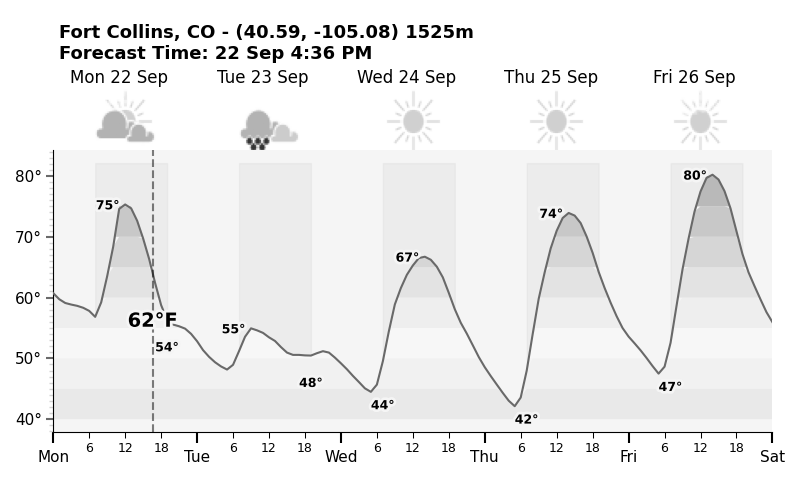 Fort Collins, CO - (40.59, -105.08) 1525m
Forecast Time: 22 Sep 4:36 PM
Mon 22 Sep Tue 23 Sep Wed 24 Sep Thu 25 Sep Fri 26 Sep
80° 80°
75° 74°
70° 67°
60° 62°F 55°
50° 54° 48° 47°
40° 44° 42°
6 12 18 6 12 18 6 12 18 6 12 18 6 12 18
Mon Tue Wed Thu Fri Sat